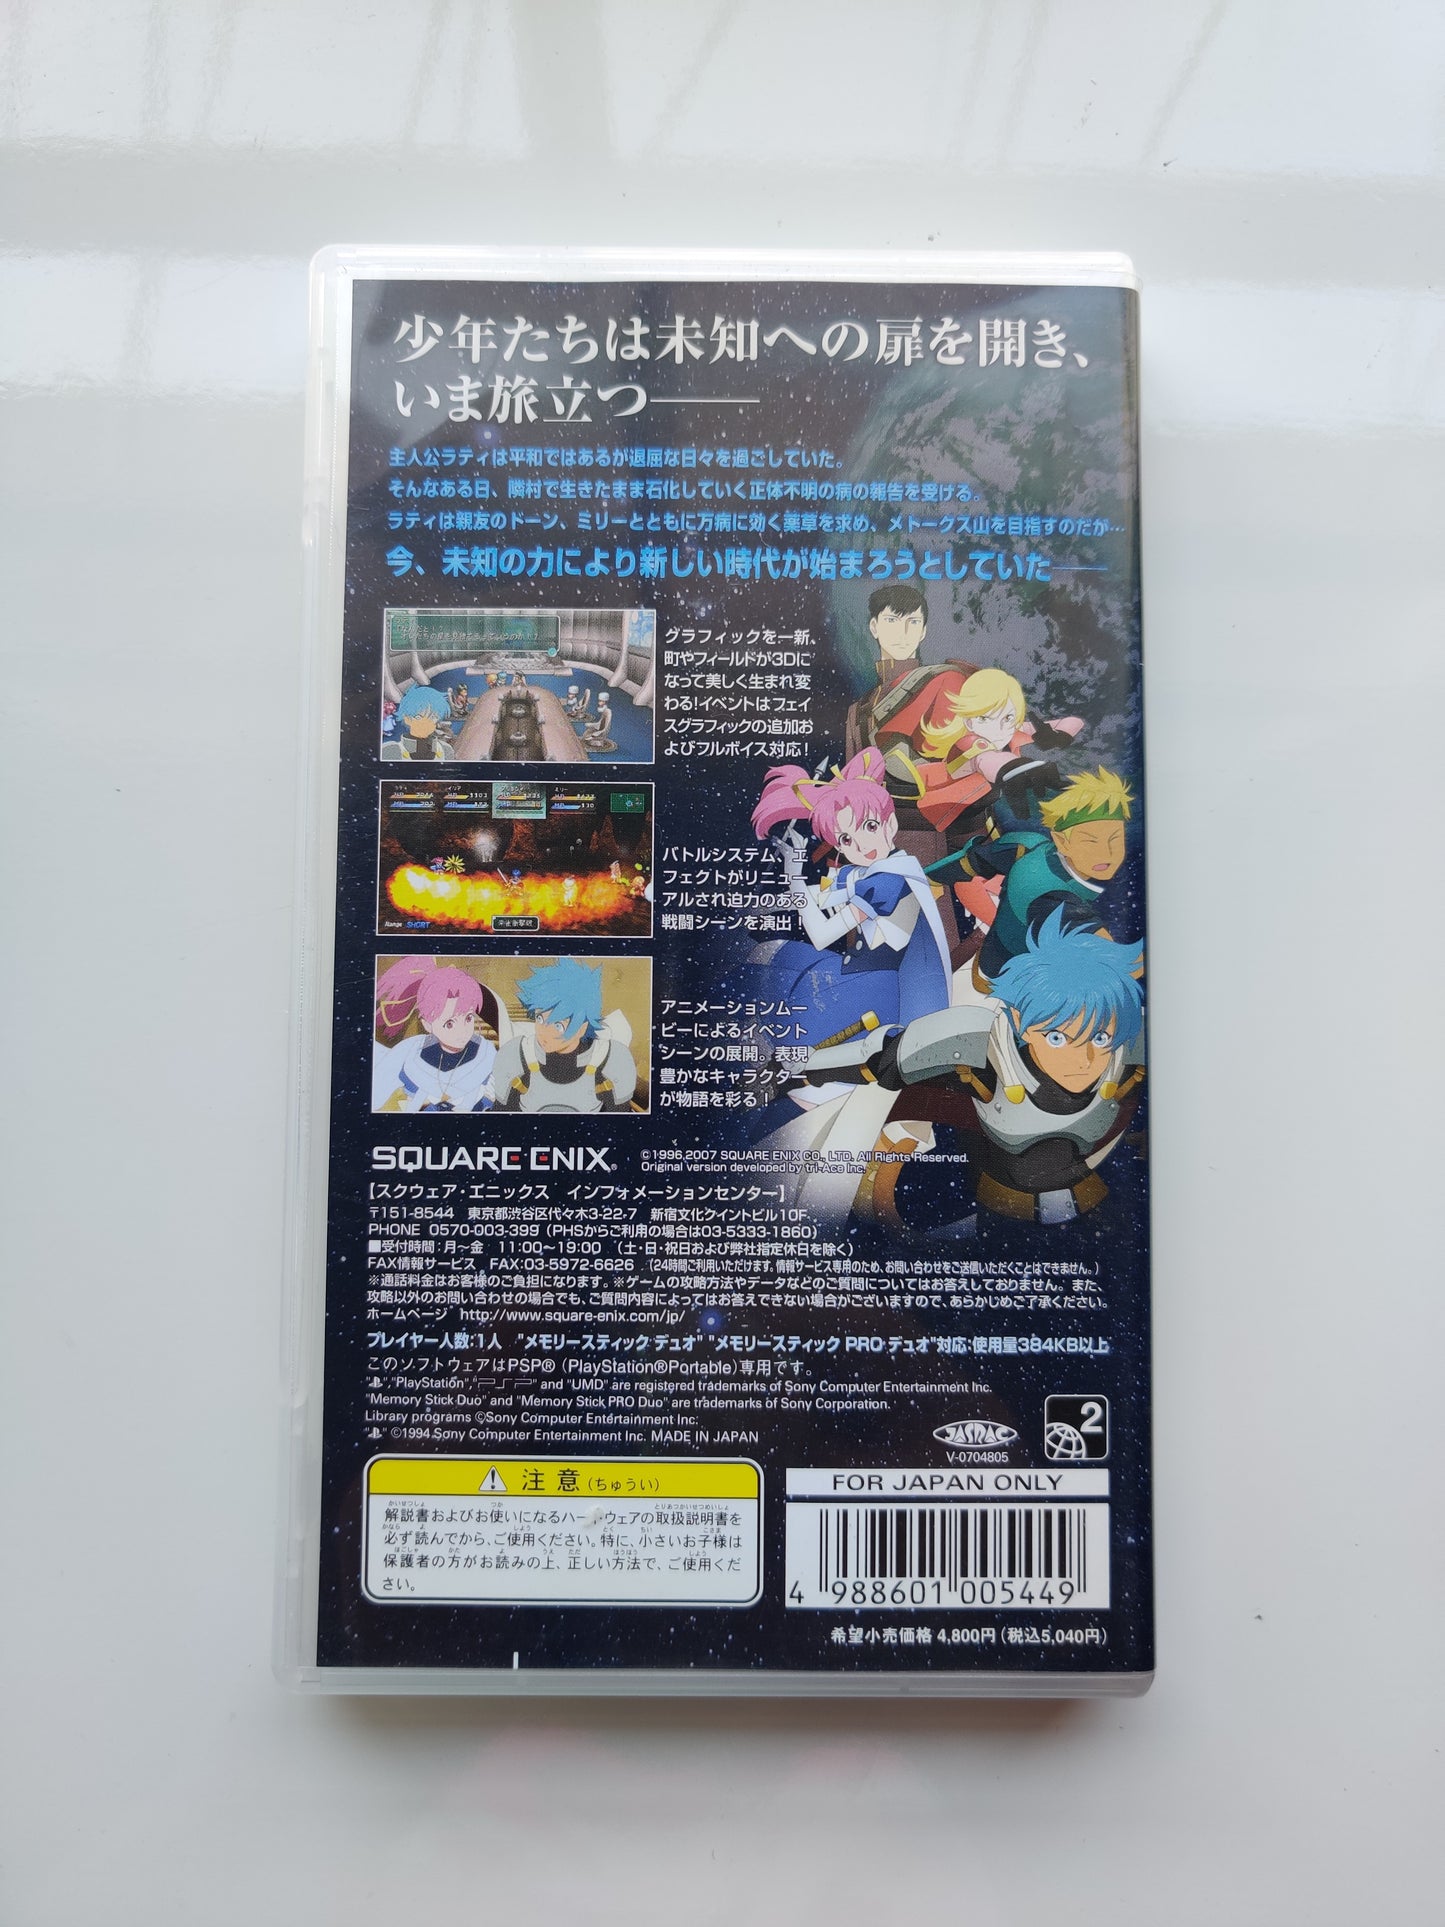 少年たちは未知への扉を開き、
いま旅立つ――
主人公ラティは平和ではあるが退屈な日々を過ごしていた。
そんなある日、隣村で生きたまま石化していく正体不明の病の報告を受ける。
ラティは親友のドーン、ミリーとともに万病に効く薬草を求め、メトークス山を目指すのだが…
今、未知の力により新しい時代が始まろうとしていた――
グラフィックを一新、
町やフィールドが3Dに
なって美しく生まれ変
わる!イベントはフェイ
スグラフィックの追加お
よびフルボイス対応!
Range SHORT
バトルシステム、エ
フェクトがリニュー
アルされ迫力のある
戦闘シーンを演出!
アニメーションムー
ビーによるイベント
シーンの展開。表現
豊かなキャラクター
が物語を彩る!
SQUARE ENIX®
©1996,2007 SQUARE ENIX CO., LTD. All Rights Reserved.
Original version developed by tri-Ace Inc.
【スクウェア・エニックス インフォメーションセンター】
〒151-8544 東京都渋谷区代々木3-22-7 新宿文化クイントビル10F
PHONE 0570-003-399(PHSからご利用の場合は03-5333-1860)
■受付時間:月〜金 11:00〜19:00 (土・日・祝日および弊社指定休日を除く)
FAX情報サービス FAX:03-5972-6626 (24時間ご利用いただけます。情報サービス専用のため、お問い合わせをご送信いただくことはできません。)
※通話料金はお客様のご負担になります。※ゲームの攻略方法やデータなどのご質問についてはお答えしておりません。また、
攻略以外のお問い合わせの場合でも、ご質問内容によってはお答えできない場合がございますので、あらかじめご了承ください。
ホームページ http://www.square-enix.com/jp/
プレイヤー人数:1人 "メモリースティック デュオ" "メモリースティック PRO デュオ"対応:使用量384KB以上
このソフトウェアはPSP®(PlayStation®Portable)専用です。
" ","PlayStation","PSP" and "UMD" are registered trademarks of Sony Computer Entertainment Inc.
"Memory Stick Duo" and "Memory Stick PRO Duo" are trademarks of Sony Corporation.
Library programs ©Sony Computer Entertainment Inc.
" " ©1994 Sony Computer Entertainment Inc. MADE IN JAPAN
JASRAC
V-0704805
2
注意(ちゅうい)
解説書およびお使いになるハードウェアの取扱説明書を
必ず読んでから、ご使用ください。特に、小さいお子様は
保護者の方がお読みの上、正しい方法で、ご使用くだ
さい。
FOR JAPAN ONLY
4 988601 005449
希望小売価格 4,800円(税込5,040円)